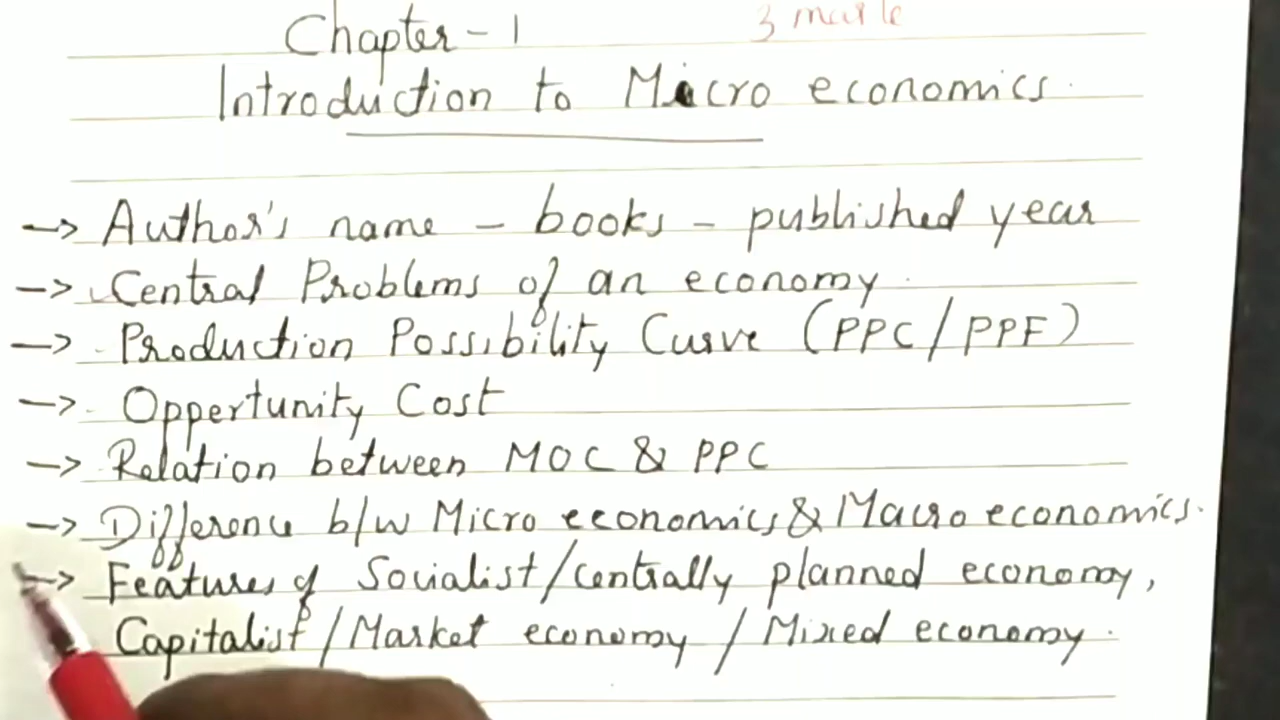 Chapter - 1
3 mark
Introduction to Micro economics.
-> Author's name - books - published year
-> Central Problems of an economy.
-> Production Possibility Curve (PPC/PPF)
-> Oppertunity Cost
-> Relation between MOC & PPC
-> Difference b/w Micro economics & Macro economics.
-> Features of Socialist/centrally planned economy,
Capitalist/Market economy / Mixed economy.